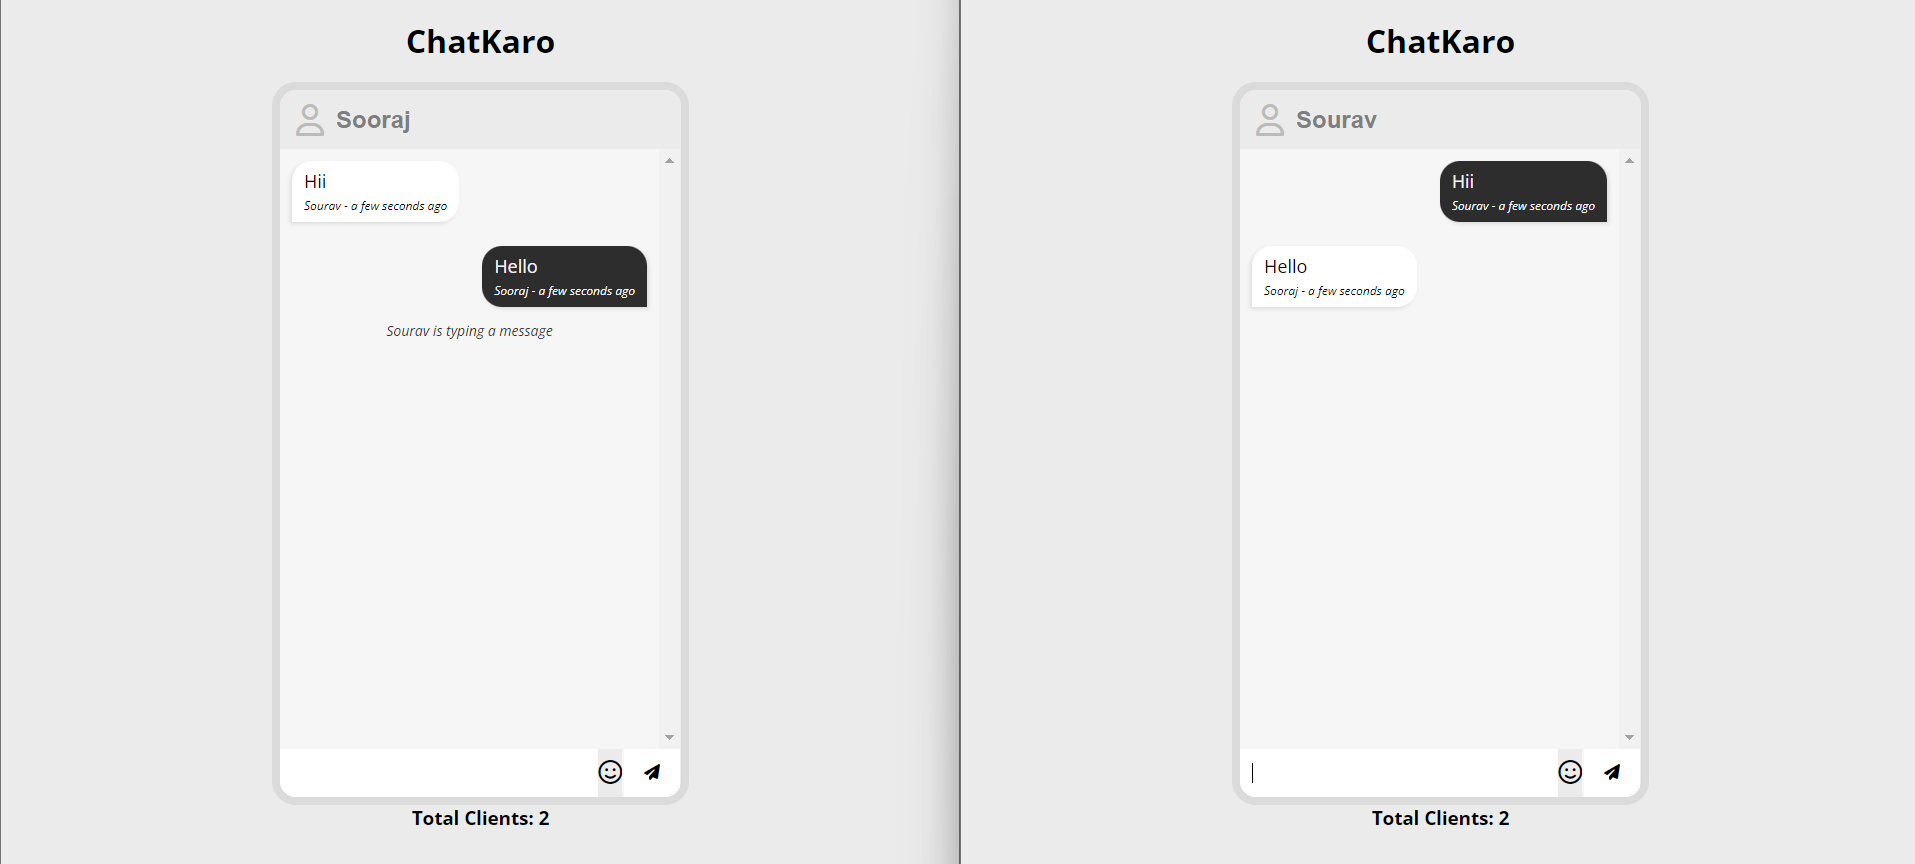 ChatKaro
Sooraj
Hii
Sourav - a few seconds ago
Hello
Sooraj - a few seconds ago
Sourav is typing a message
Total Clients: 2
ChatKaro
Sourav
Hii
Sourav - a few seconds ago
Hello
Sooraj - a few seconds ago
Total Clients: 2